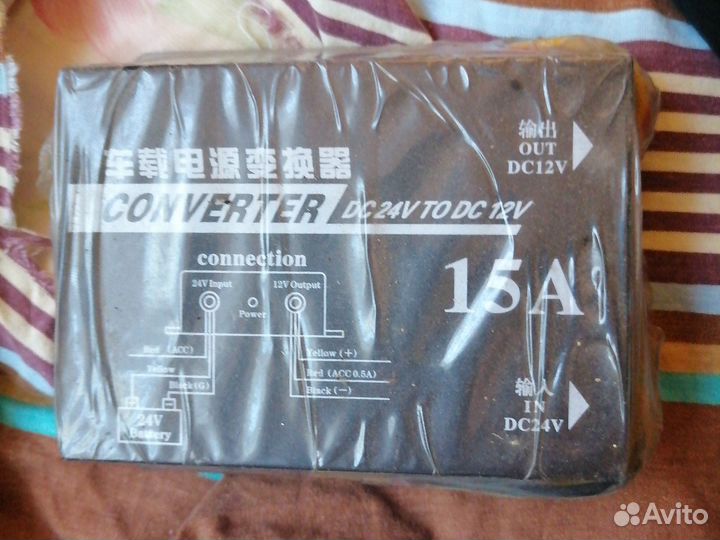 车载电源变换器
CONVERTER DC 24V TO DC 12V
输出
OUT
DC12V
connection
24V Input
12V Output
Power
15A
Red (ACC)
Yellow
Black(G)
24V
Battery
Yellow(+)
Red (ACC 0.5A)
Black(−)
输入
IN
DC24V
Avito